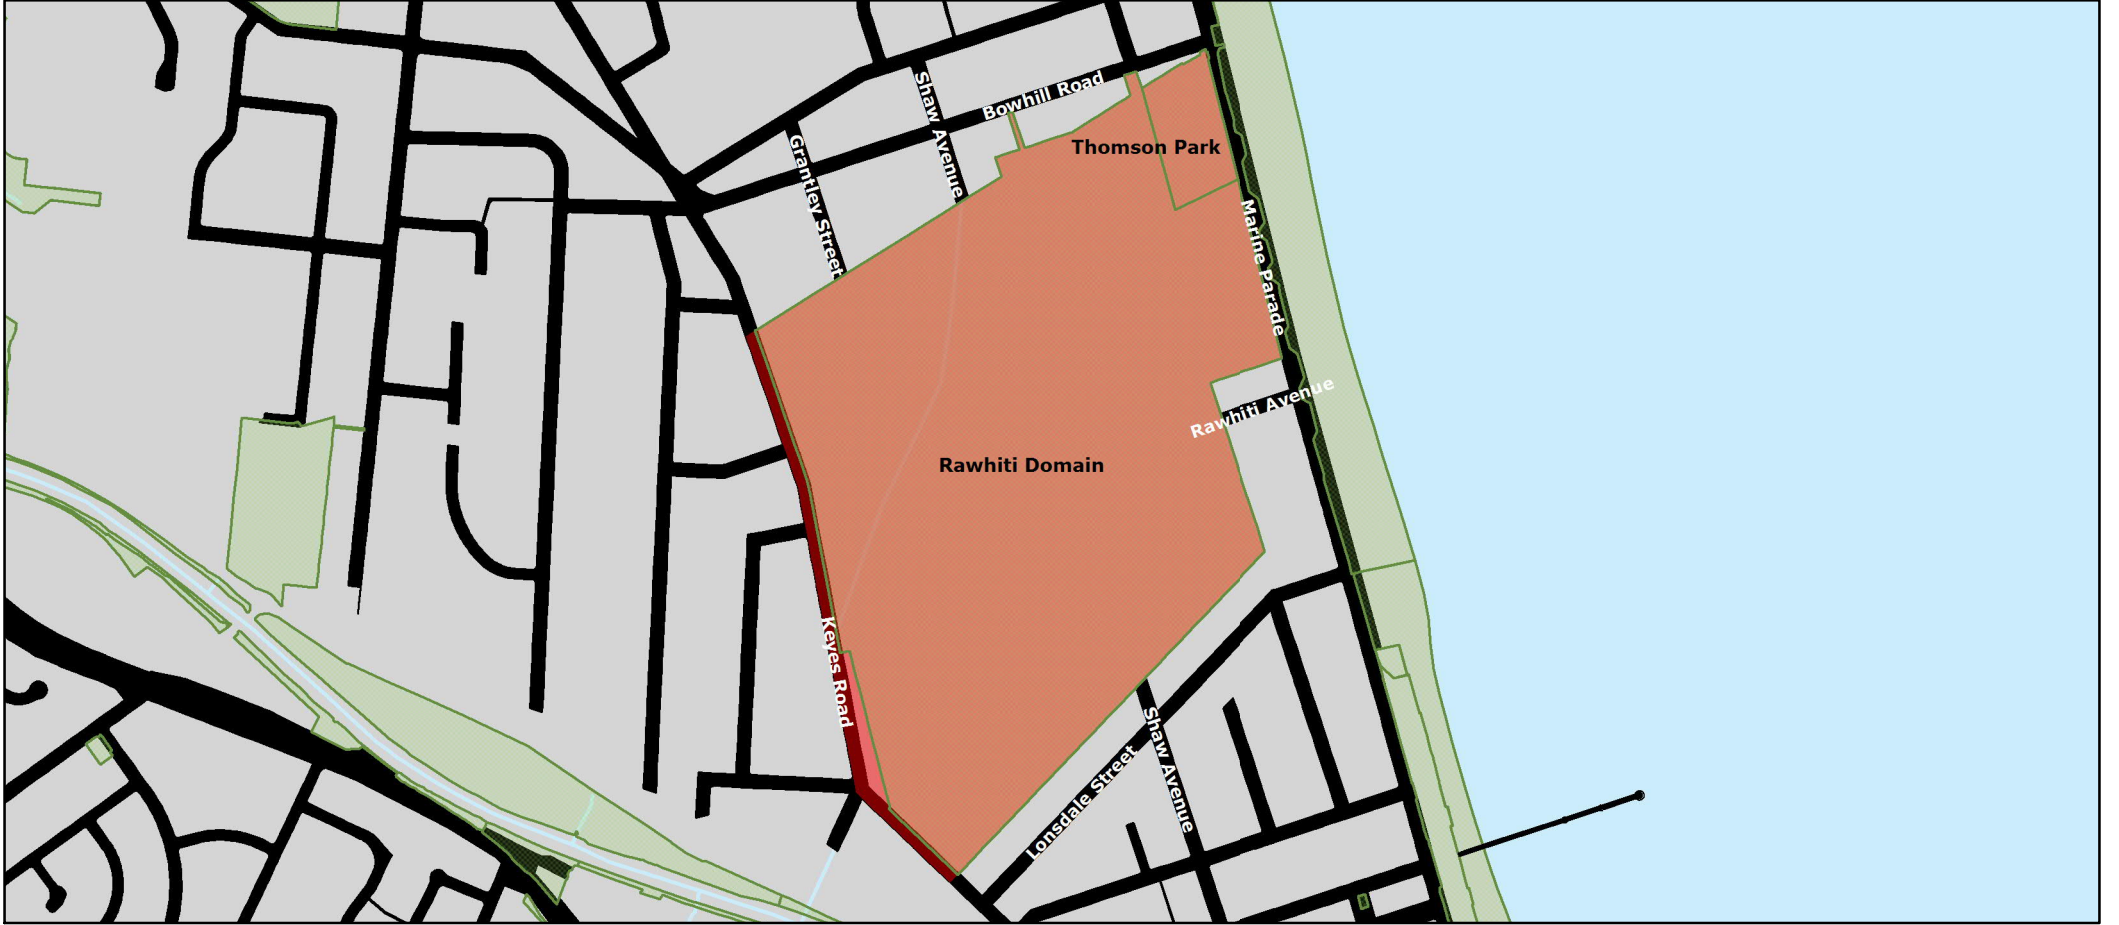 Bowhill Road
Shaw Avenue
Thomson Park
Grantley Street
Marine Parade
Rawhiti Avenue
Rawhiti Domain
Keyes Road
Shaw Avenue
Lonsdale Street